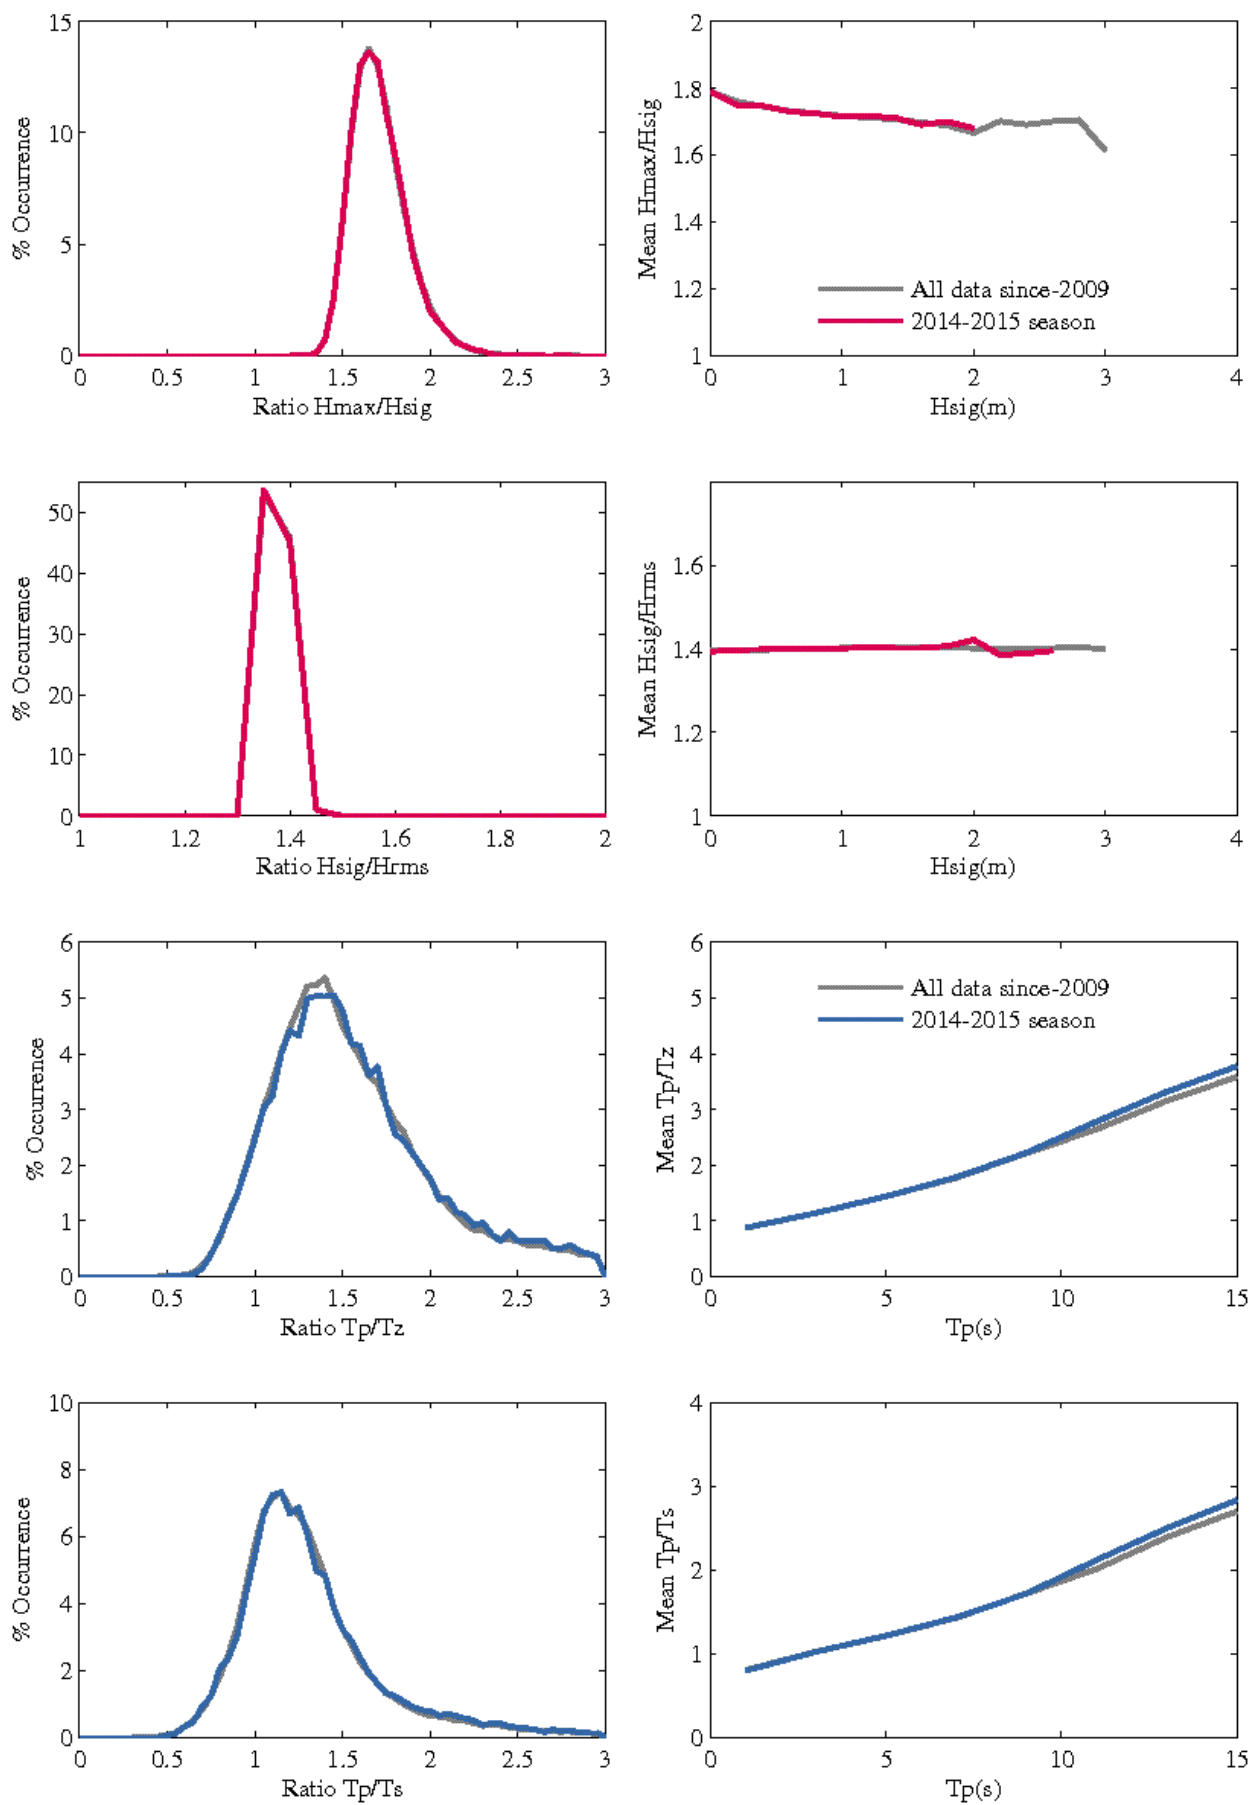 15
10
5
0
% Occurrence
0 0.5 1 1.5 2 2.5 3
Ratio Hmax/Hsig
2
1.8
1.6
1.4
1.2
1
Mean Hmax/Hsig
All data since-2009
2014-2015 season
0 1 2 3 4
Hsig(m)
50
40
30
20
10
0
% Occurrence
1 1.2 1.4 1.6 1.8 2
Ratio Hsig/Hrms
1.6
1.4
1.2
1
Mean Hsig/Hrms
0 1 2 3 4
Hsig(m)
6
5
4
3
2
1
0
% Occurrence
0 0.5 1 1.5 2 2.5 3
Ratio Tp/Tz
6
5
4
3
2
1
0
Mean Tp/Tz
All data since-2009
2014-2015 season
0 5 10 15
Tp(s)
10
8
6
4
2
0
% Occurrence
0 0.5 1 1.5 2 2.5 3
Ratio Tp/Ts
4
3
2
1
0
Mean Tp/Ts
0 5 10 15
Tp(s)